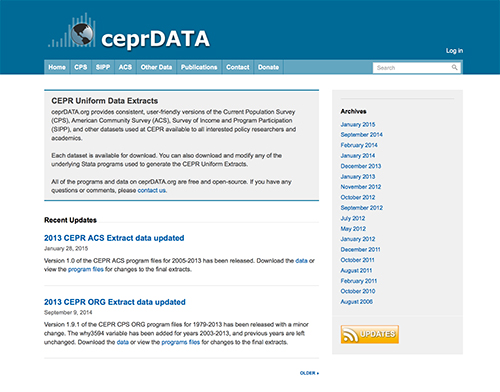 ceprDATA
Log in
Home CPS SIPP ACS Other Data Publications Contact Donate
Search
CEPR Uniform Data Extracts
ceprDATA.org provides consistent, user-friendly versions of the Current Population Survey
(CPS), American Community Survey (ACS), Survey of Income and Program Participation
(SIPP), and other datasets used at CEPR available to all interested policy researchers and
academics.
Each dataset is available for download. You can also download and modify any of the
underlying Stata programs used to generate the CEPR Uniform Extracts.
All of the programs and data on ceprDATA.org are free and open-source. If you have any
questions or comments, please contact us.
Recent Updates
2013 CEPR ACS Extract data updated
January 28, 2015
Version 1.0 of the CEPR ACS program files for 2005-2013 has been released. Download the data or
view the program files for changes to the final extracts.
2013 CEPR ORG Extract data updated
September 9, 2014
Version 1.9.1 of the CEPR CPS ORG program files for 1979-2013 has been released with a minor
change. The why3594 variable has been added for years 2003-2013, and previous years are left
unchanged. Download the data or view the programs files for changes to the final extracts.
OLDER »
Archives
January 2015
September 2014
February 2014
January 2014
December 2013
January 2013
November 2012
October 2012
September 2012
July 2012
May 2012
January 2012
December 2011
October 2011
August 2011
February 2011
October 2010
August 2006
UPDATES